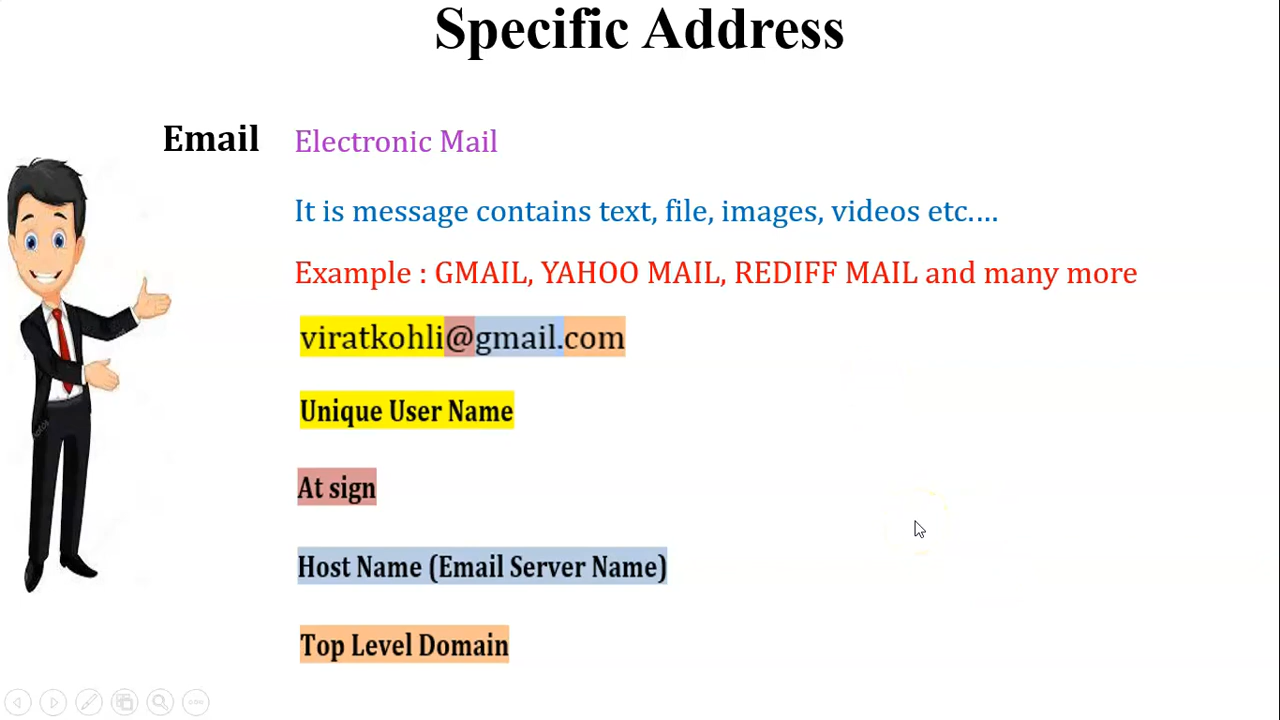 Specific Address
Email Electronic Mail
It is message contains text, file, images, videos etc....
Example : GMAIL, YAHOO MAIL, REDIFF MAIL and many more
viratkohli@gmail.com
Unique User Name
At sign
Host Name (Email Server Name)
Top Level Domain